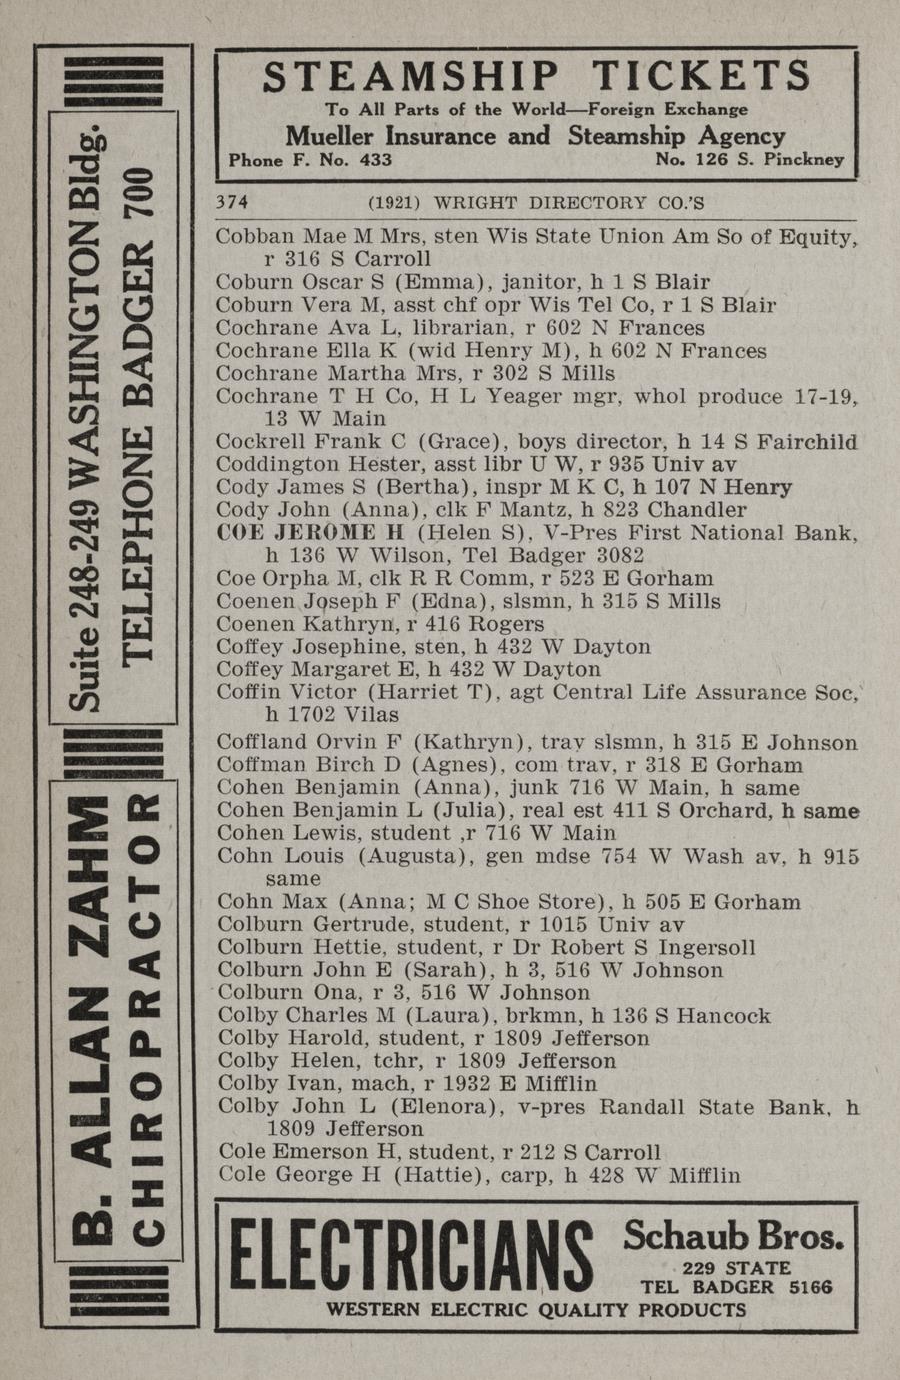 STEAMSHIP TICKETS
To All Parts of the World—Foreign Exchange
Mueller Insurance and Steamship Agency
Phone F. No. 433 No. 126 S. Pinckney
374 (1921) WRIGHT DIRECTORY CO.'S
Cobban Mae M Mrs, sten Wis State Union Am So of Equity,
r 316 S Carroll
Coburn Oscar S (Emma), janitor, h 1 S Blair
Coburn Vera M, asst chf opr Wis Tel Co, r 1 S Blair
Cochrane Ava L, librarian, r 602 N Frances
Cochrane Ella K (wid Henry M), h 602 N Frances
Cochrane Martha Mrs, r 302 S Mills
Cochrane T H Co, H L Yeager mgr, whol produce 17-19,
13 W Main
Cockrell Frank C (Grace), boys director, h 14 S Fairchild
Coddington Hester, asst libr U W, r 935 Univ av
Cody James S (Bertha), inspr M K C, h 107 N Henry
Cody John (Anna), clk F Mantz, h 823 Chandler
COE JEROME H (Helen S), V-Pres First National Bank,
h 136 W Wilson, Tel Badger 3082
Coe Orpha M, clk R R Comm, r 523 E Gorham
Coenen Joseph F (Edna), slsmn, h 315 S Mills
Coenen Kathryn, r 416 Rogers
Coffey Josephine, sten, h 432 W Dayton
Coffey Margaret E, h 432 W Dayton
Coffin Victor (Harriet T), agt Central Life Assurance Soc,
h 1702 Vilas
Coffland Orvin F (Kathryn), trav slsmn, h 315 E Johnson
Coffman Birch D (Agnes), com trav, r 318 E Gorham
Cohen Benjamin (Anna), junk 716 W Main, h same
Cohen Benjamin L (Julia), real est 411 S Orchard, h same
Cohen Lewis, student ,r 716 W Main
Cohn Louis (Augusta), gen mdse 754 W Wash av, h 915
same
Cohn Max (Anna; M C Shoe Store), h 505 E Gorham
Colburn Gertrude, student, r 1015 Univ av
Colburn Hettie, student, r Dr Robert S Ingersoll
Colburn John E (Sarah), h 3, 516 W Johnson
Colburn Ona, r 3, 516 W Johnson
Colby Charles M (Laura), brkmn, h 136 S Hancock
Colby Harold, student, r 1809 Jefferson
Colby Helen, tchr, r 1809 Jefferson
Colby Ivan, mach, r 1932 E Mifflin
Colby John L (Elenora), v-pres Randall State Bank, h
1809 Jefferson
Cole Emerson H, student, r 212 S Carroll
Cole George H (Hattie), carp, h 428 W Mifflin
ELECTRICIANS
Schaub Bros.
229 STATE
TEL BADGER 5166
WESTERN ELECTRIC QUALITY PRODUCTS
B. ALLAN ZAHM
CHIROPRACTOR
Suite 248-249 WASHINGTON Bldg.
TELEPHONE BADGER 700